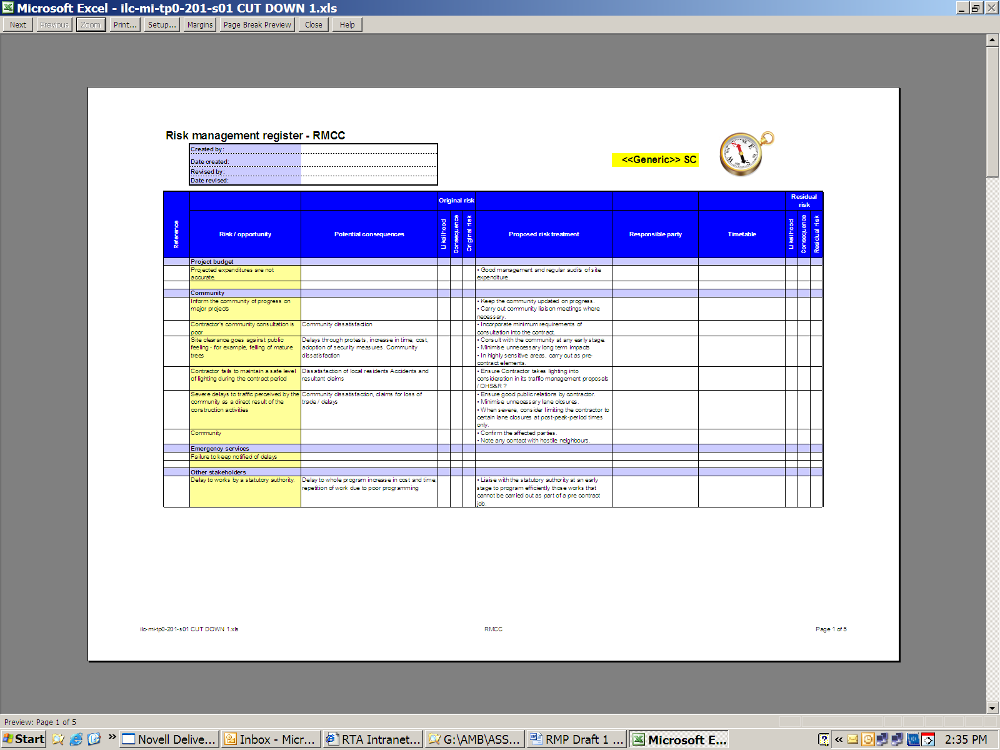 Microsoft Excel - ilc-mi-tp0-201-s01 CUT DOWN 1.xls
Next Previous Zoom Print... Setup... Margins Page Break Preview Close Help
Risk management register - RMCC
Created by:
Date created:
Revised by:
Date revised:
<<Generic>> SC
Original risk
Residual
risk
Reference
Risk / opportunity
Potential consequences
Likelihood
Consequence
Original risk
Proposed risk treatment
Responsible party
Timetable
Likelihood
Consequence
Residual risk
Project budget
Projected expenditures are not
accurate.
• Good management and regular audits of site
expenditure.
Community
Inform the community of progress on
major projects
• Keep the community updated on progress.
• Carry out community liaison meetings where
necessary.
Contractor's community consultation is
poor
Community dissatisfaction
• Incorporate minimum requirements of
consultation into the contract.
Site clearance goes against public
feeling - for example, felling of mature
trees
Delays through protests, increase in time, cost,
adoption of security measures. Community
dissatisfaction
• Consult with the community at any early stage.
• Minimise unnecessary long term impacts
• In highly sensitive areas, carry out as pre-
contract elements.
Contractor fails to maintain a safe level
of lighting during the contract period
Dissatisfaction of local residents Accidents and
resultant claims
• Ensure Contractor takes lighting into
consideration in its traffic management proposals
/ OHS&R ?
Severe delays to traffic perceived by the
community as a direct result of the
construction activities
Community dissatisfaction, claims for loss of
trade / delays
• Ensure good public relations by contractor.
• Minimise unnecessary lane closures.
• When severe, consider limiting the contractor to
certain lane closures at post-peak-period times
only.
Community
• Confirm the affected parties.
• Note any contact with hostile neighbours.
Emergency services
Failure to keep notified of delays
Other stakeholders
Delay to works by a statutory authority.
Delay to whole program increase in cost and time,
repetition of work due to poor programming
• Liaise with the statutory authority at an early
stage to program efficiently those works that
cannot be carried out as part of a pre contract
job.
ilc-mi-tp0-201-s01 CUT DOWN 1.xls
RMCC
Page 1 of 5
Preview: Page 1 of 5
Start
Novell Delive...
Inbox - Micr...
RTA Intranet...
G:\AMB\ASS...
RMP Draft 1 ...
Microsoft E...
2:35 PM